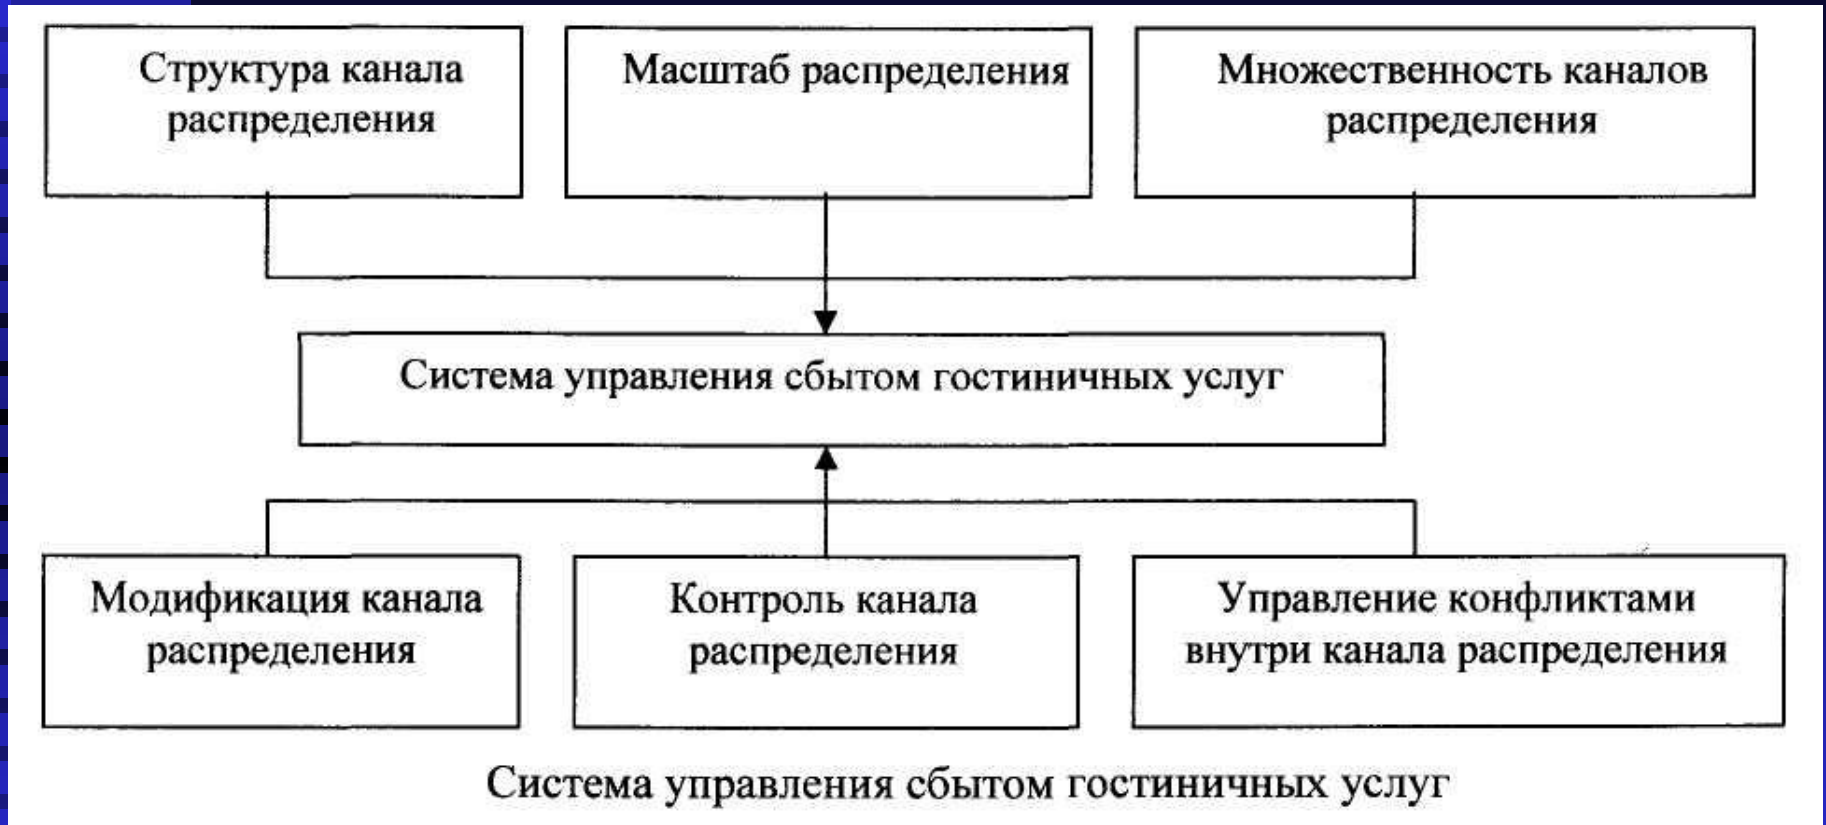 Структура канала
распределения
Масштаб распределения
Множественность каналов
распределения
Система управления сбытом гостиничных услуг
Модификация канала
распределения
Контроль канала
распределения
Управление конфликтами
внутри канала распределения
Система управления сбытом гостиничных услуг